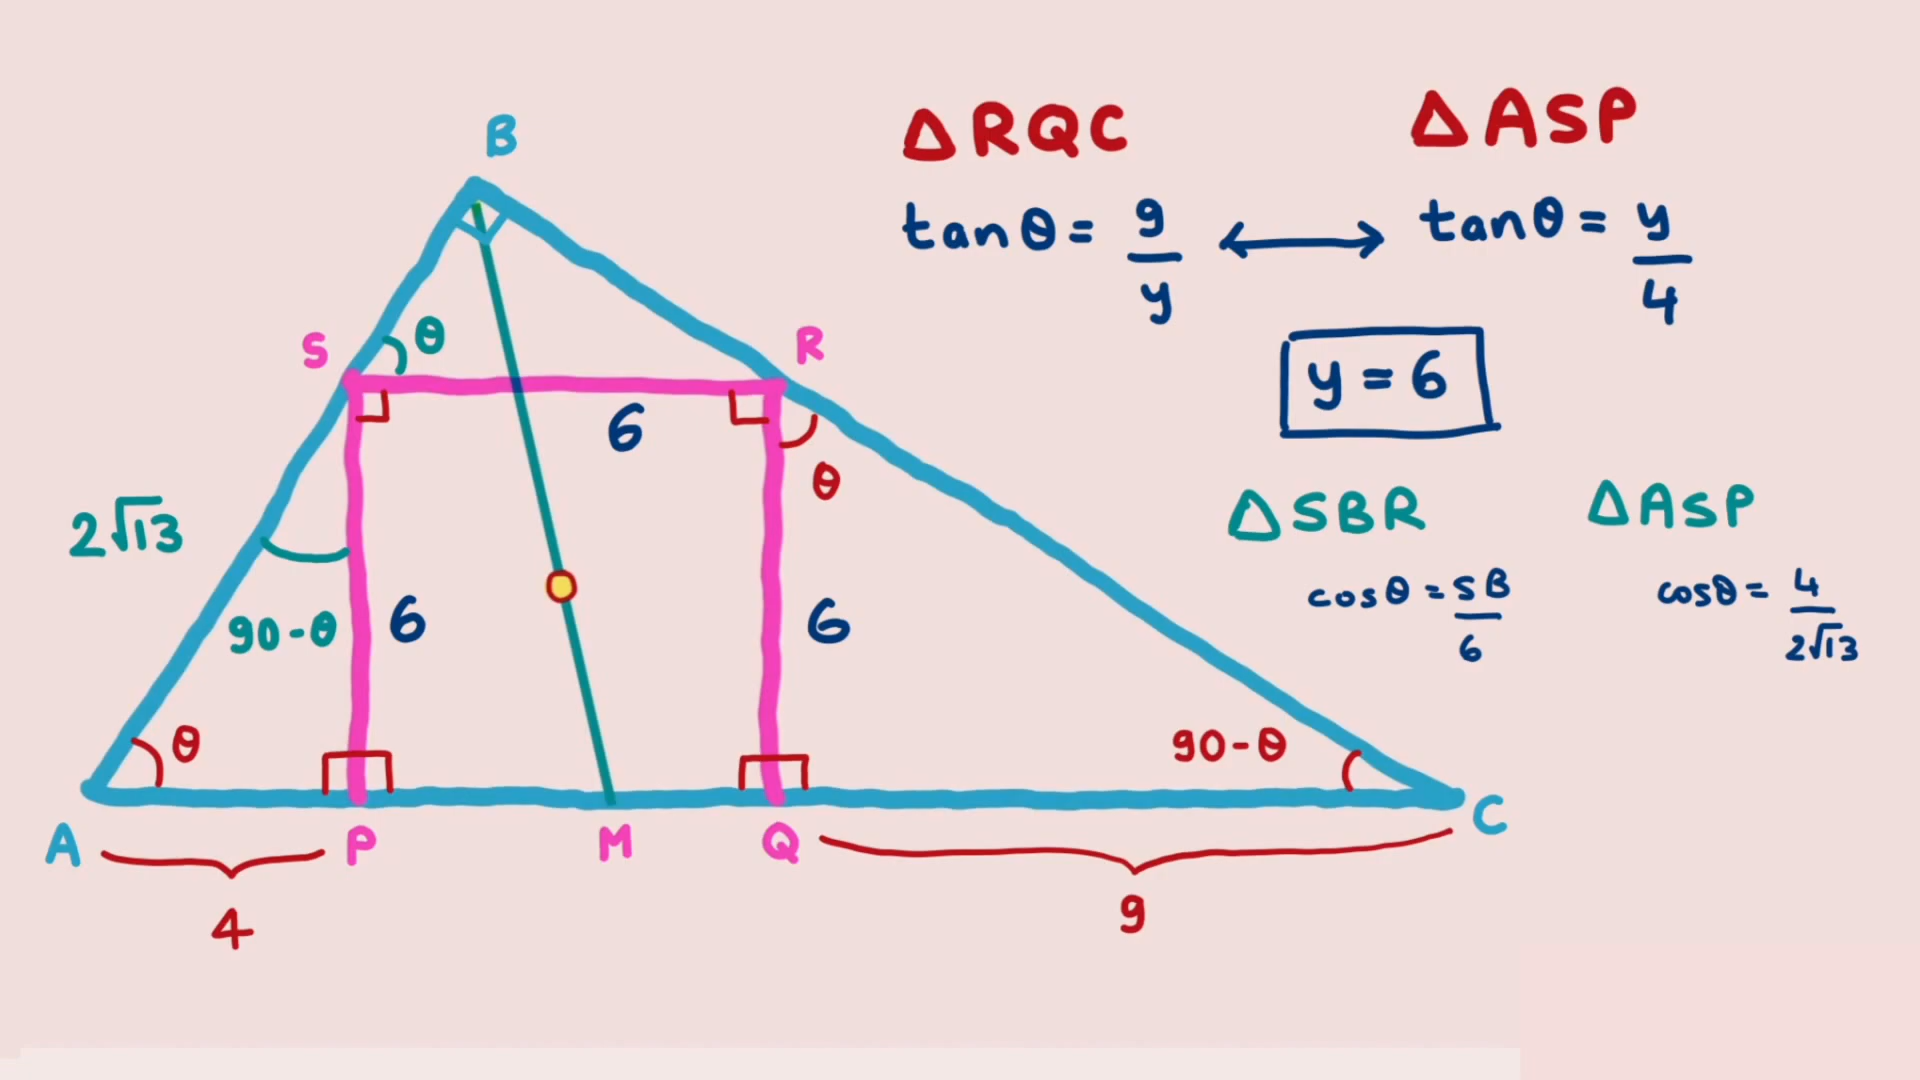 B
ΔRQC
ΔASP
tanθ = 9/y ⟷ tanθ = y/4
S
θ
R
y = 6
6
θ
2√13
ΔSBR
ΔASP
cosθ = SB/6
cosθ = 4/2√13
90-θ
6
6
θ
90-θ
A
P
M
Q
C
4
9